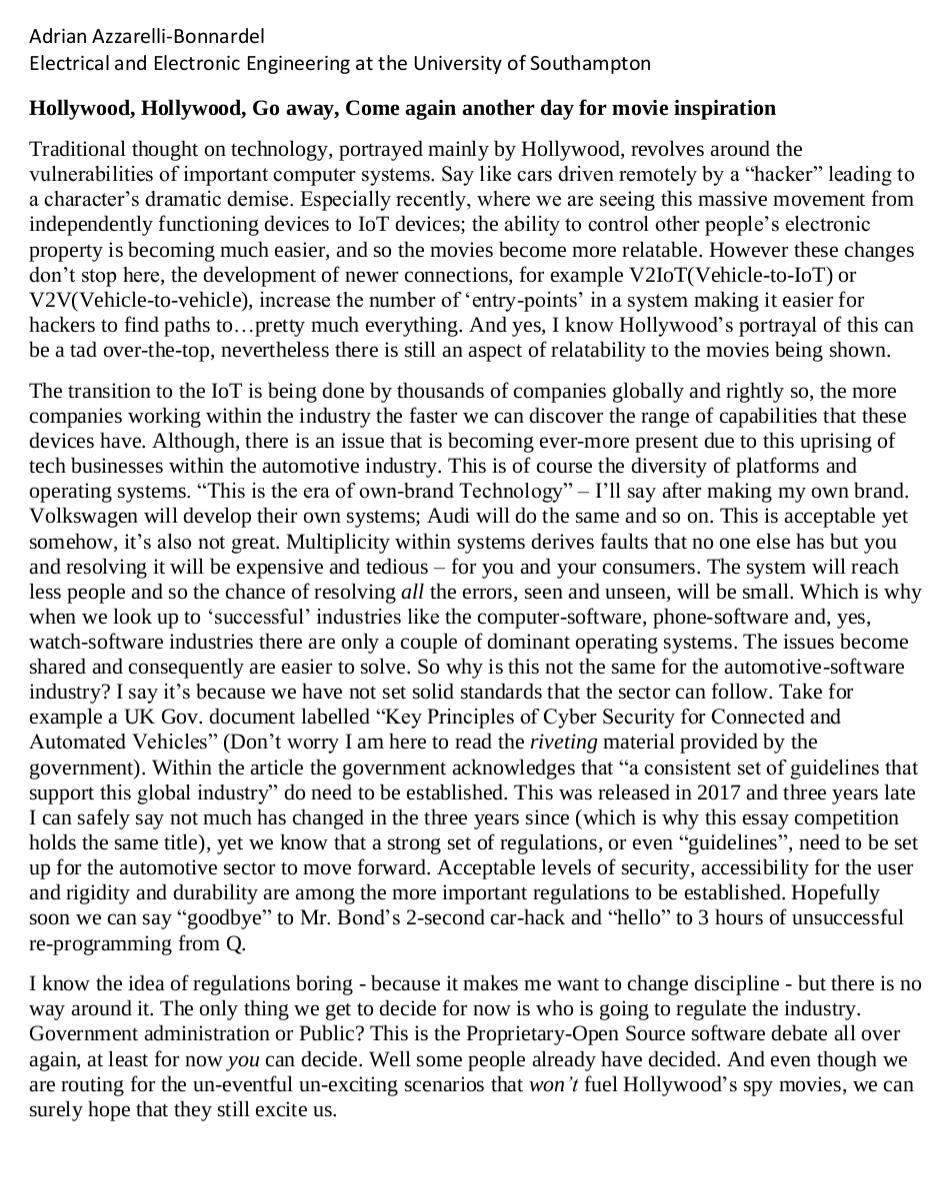 Adrian Azzarelli-Bonnardel
Electrical and Electronic Engineering at the University of Southampton
Hollywood, Hollywood, Go away, Come again another day for movie inspiration
Traditional thought on technology, portrayed mainly by Hollywood, revolves around the
vulnerabilities of important computer systems. Say like cars driven remotely by a “hacker” leading to
a character’s dramatic demise. Especially recently, where we are seeing this massive movement from
independently functioning devices to IoT devices; the ability to control other people’s electronic
property is becoming much easier, and so the movies become more relatable. However these changes
don’t stop here, the development of newer connections, for example V2IoT(Vehicle-to-IoT) or
V2V(Vehicle-to-vehicle), increase the number of ‘entry-points’ in a system making it easier for
hackers to find paths to…pretty much everything. And yes, I know Hollywood’s portrayal of this can
be a tad over-the-top, nevertheless there is still an aspect of relatability to the movies being shown.
The transition to the IoT is being done by thousands of companies globally and rightly so, the more
companies working within the industry the faster we can discover the range of capabilities that these
devices have. Although, there is an issue that is becoming ever-more present due to this uprising of
tech businesses within the automotive industry. This is of course the diversity of platforms and
operating systems. “This is the era of own-brand Technology” – I’ll say after making my own brand.
Volkswagen will develop their own systems; Audi will do the same and so on. This is acceptable yet
somehow, it’s also not great. Multiplicity within systems derives faults that no one else has but you
and resolving it will be expensive and tedious – for you and your consumers. The system will reach
less people and so the chance of resolving all the errors, seen and unseen, will be small. Which is why
when we look up to ‘successful’ industries like the computer-software, phone-software and, yes,
watch-software industries there are only a couple of dominant operating systems. The issues become
shared and consequently are easier to solve. So why is this not the same for the automotive-software
industry? I say it’s because we have not set solid standards that the sector can follow. Take for
example a UK Gov. document labelled “Key Principles of Cyber Security for Connected and
Automated Vehicles” (Don’t worry I am here to read the riveting material provided by the
government). Within the article the government acknowledges that “a consistent set of guidelines that
support this global industry” do need to be established. This was released in 2017 and three years late
I can safely say not much has changed in the three years since (which is why this essay competition
holds the same title), yet we know that a strong set of regulations, or even “guidelines”, need to be set
up for the automotive sector to move forward. Acceptable levels of security, accessibility for the user
and rigidity and durability are among the more important regulations to be established. Hopefully
soon we can say “goodbye” to Mr. Bond’s 2-second car-hack and “hello” to 3 hours of unsuccessful
re-programming from Q.
I know the idea of regulations boring - because it makes me want to change discipline - but there is no
way around it. The only thing we get to decide for now is who is going to regulate the industry.
Government administration or Public? This is the Proprietary-Open Source software debate all over
again, at least for now you can decide. Well some people already have decided. And even though we
are routing for the un-eventful un-exciting scenarios that won’t fuel Hollywood’s spy movies, we can
surely hope that they still excite us.